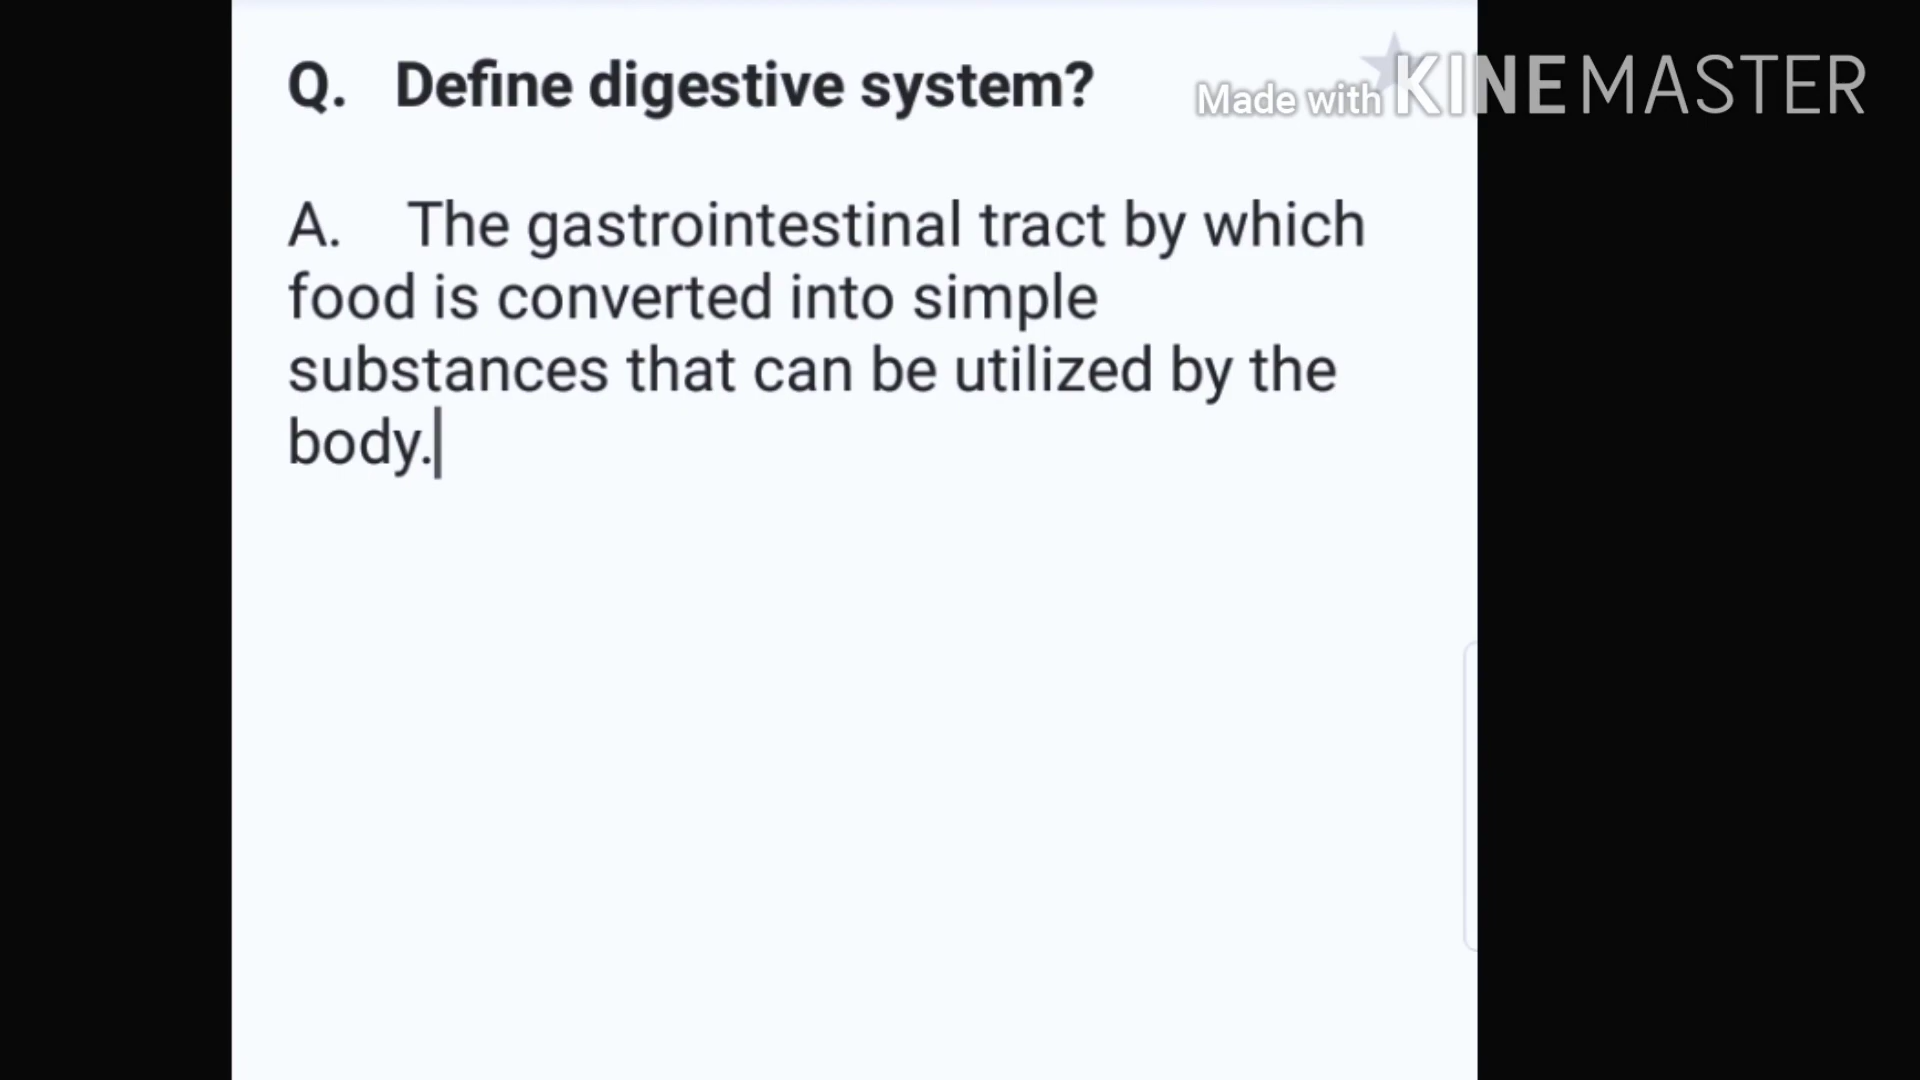 Q. Define digestive system?
Made with KINEMASTER
A. The gastrointestinal tract by which
food is converted into simple
substances that can be utilized by the
body.